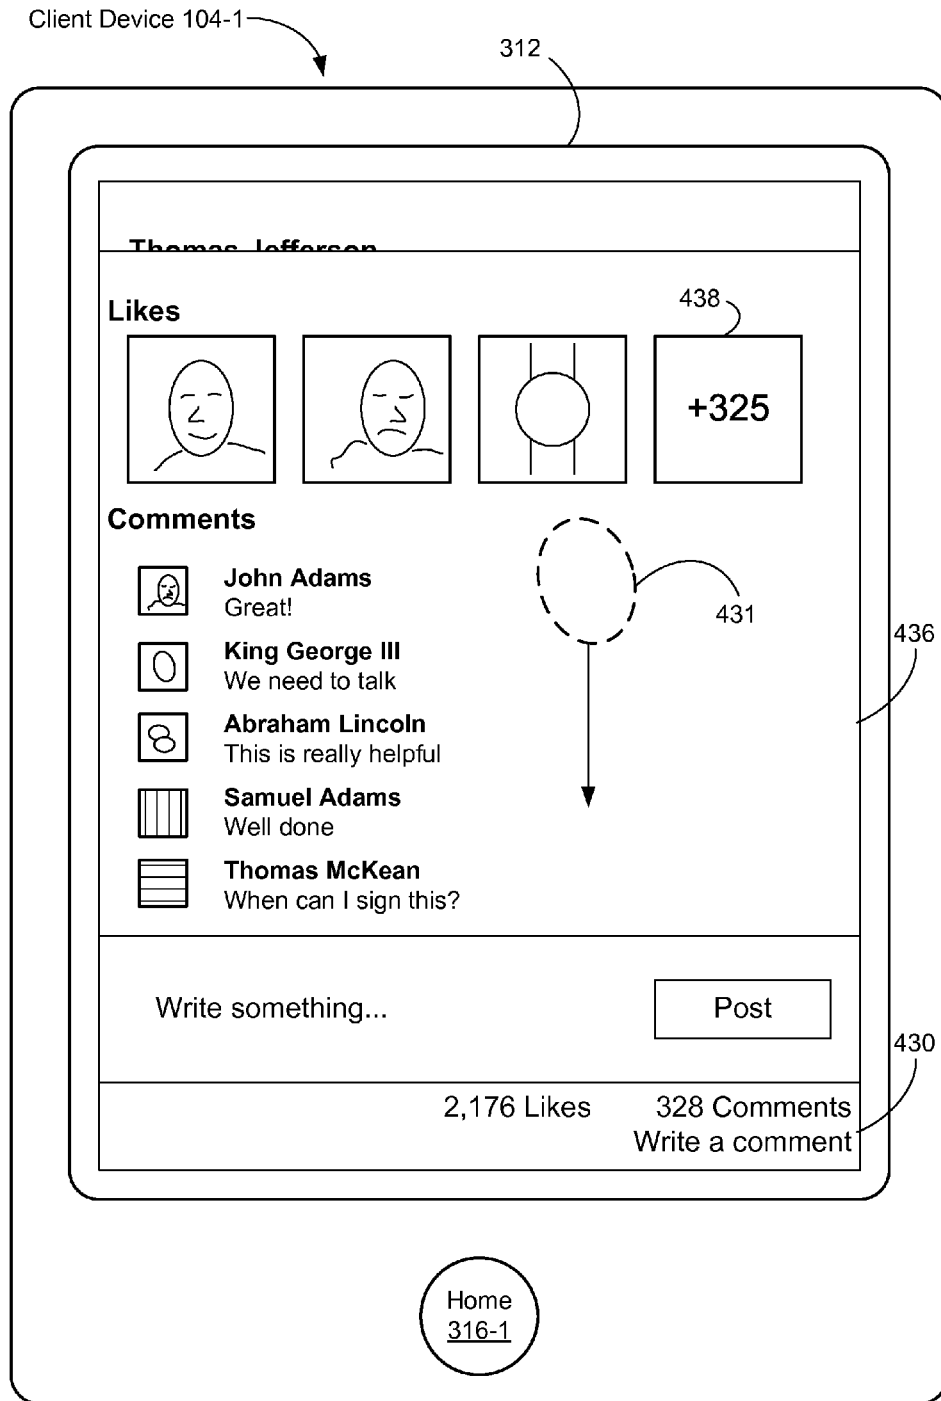 Client Device 104-1
312
Thomas Jefferson
Likes
438
+325
Comments
431
436
John Adams
Great!
King George III
We need to talk
Abraham Lincoln
This is really helpful
Samuel Adams
Well done
Thomas McKean
When can I sign this?
Write something...
Post
430
2,176 Likes 328 Comments
Write a comment
Home
316-1